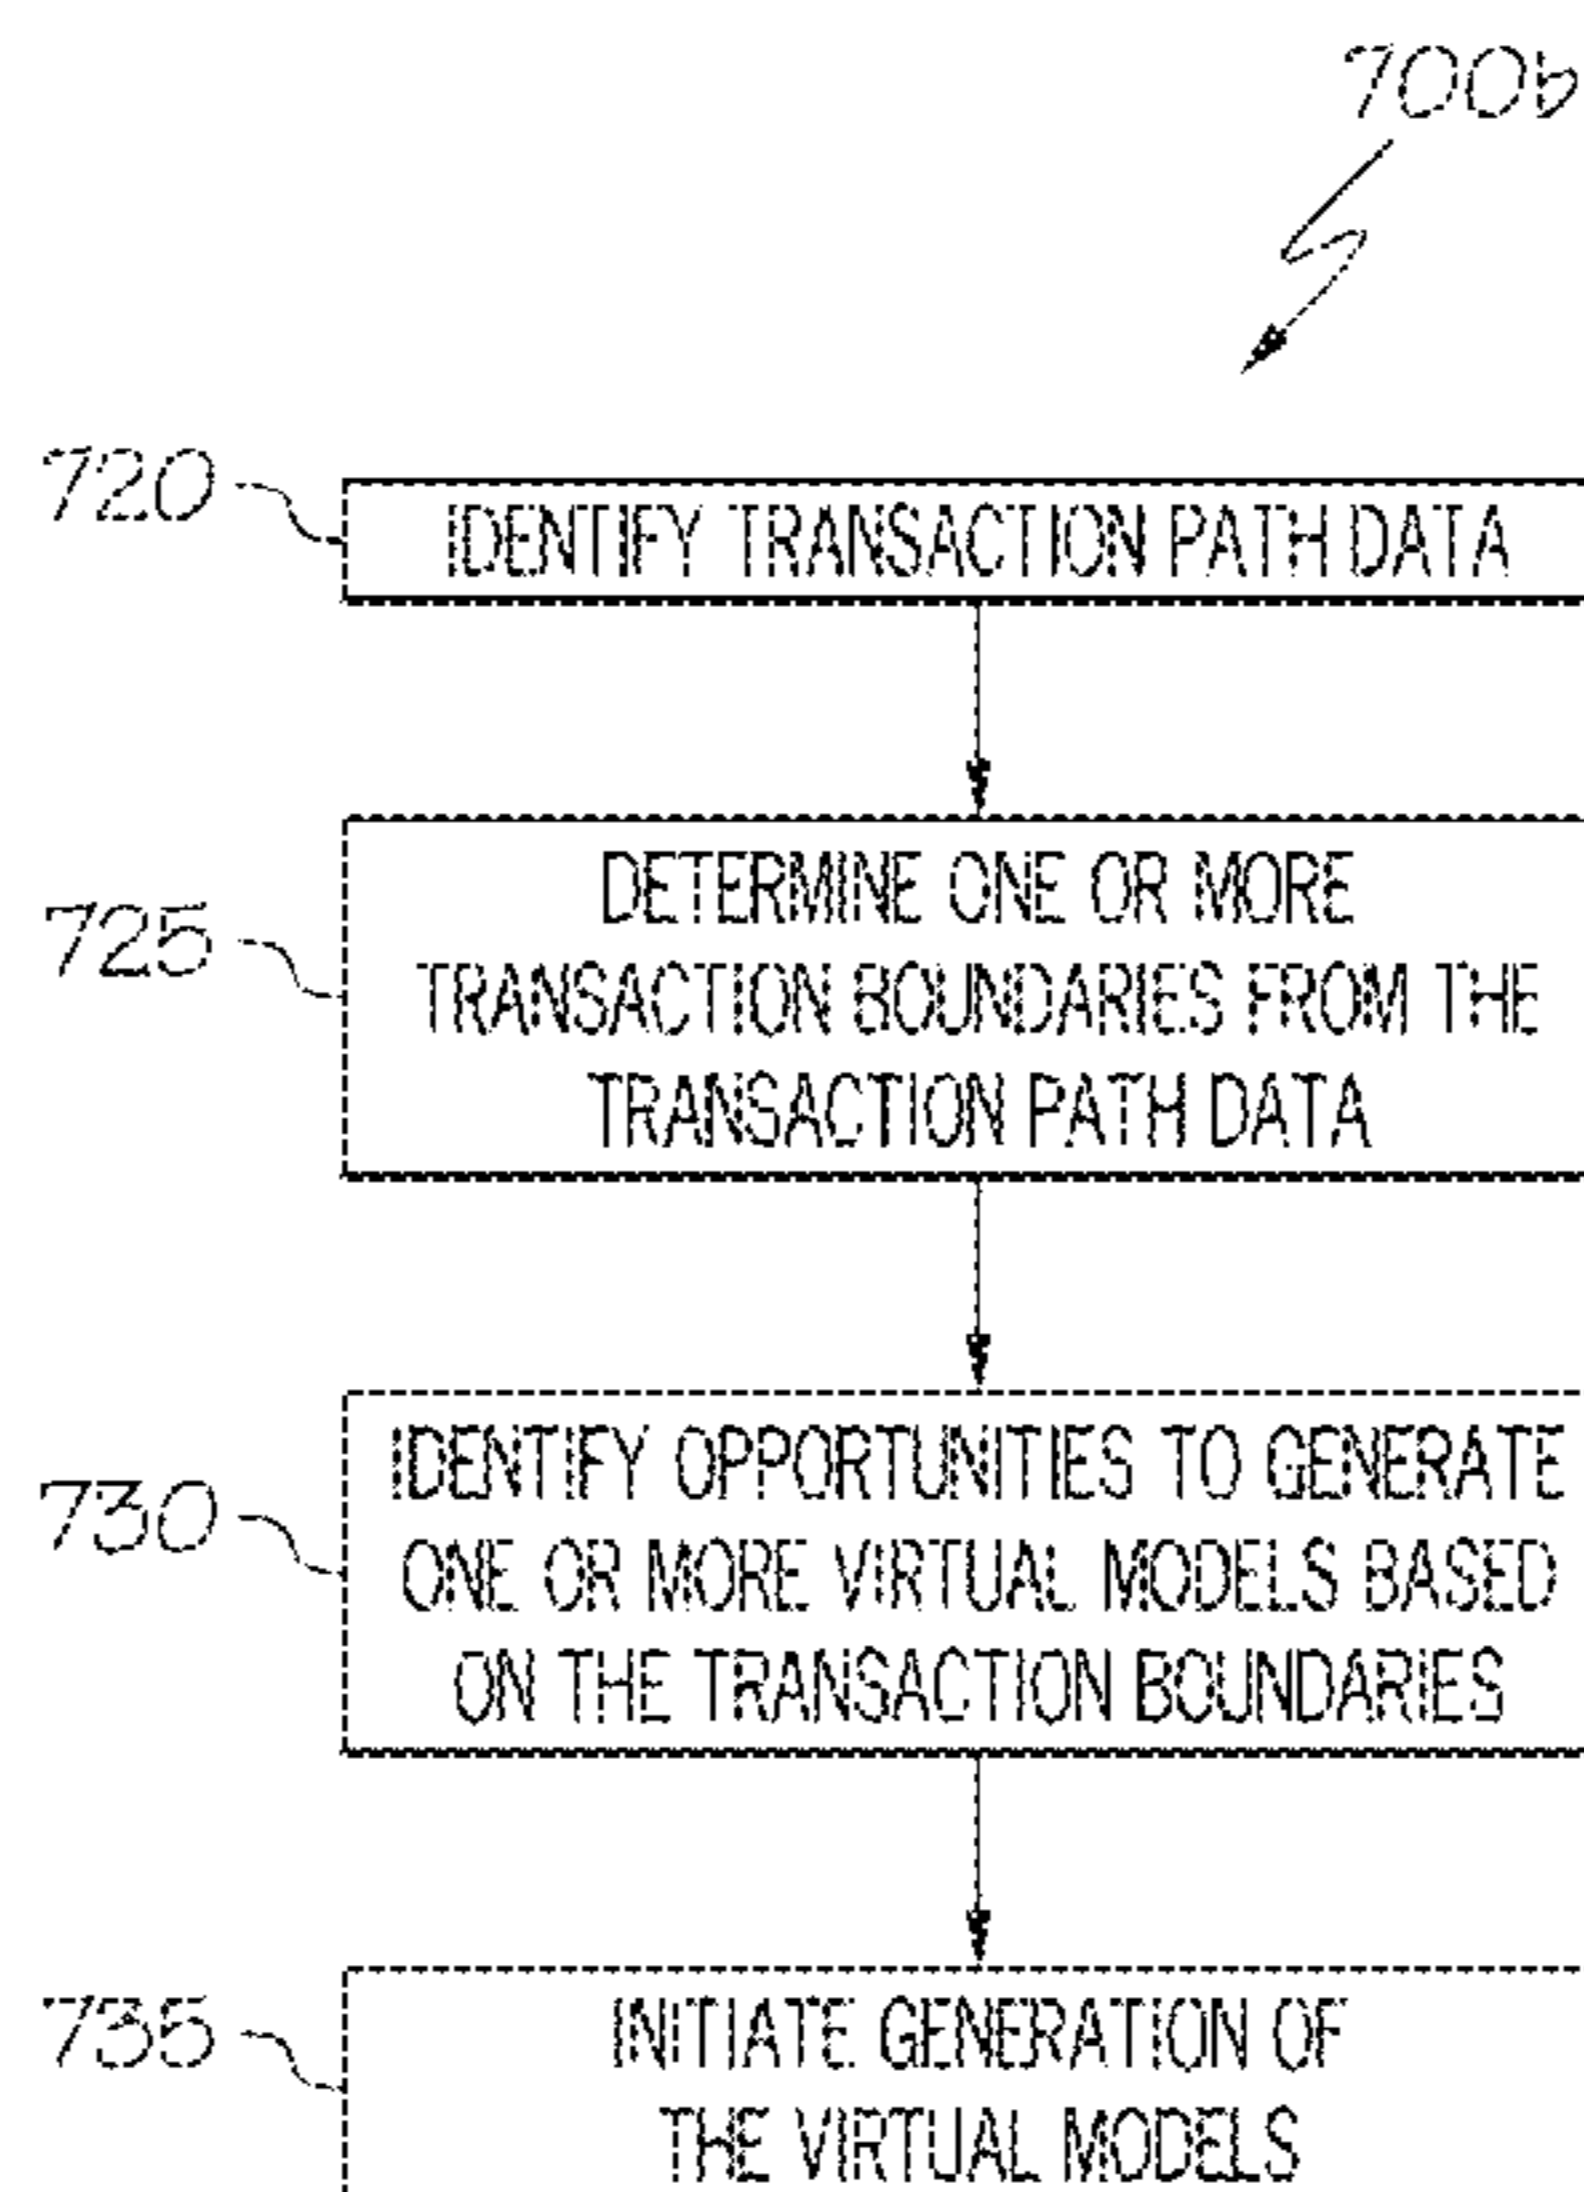 700b
720
IDENTIFY TRANSACTION PATH DATA
725
DETERMINE ONE OR MORE
TRANSACTION BOUNDARIES FROM THE
TRANSACTION PATH DATA
730
IDENTIFY OPPORTUNITIES TO GENERATE
ONE OR MORE VIRTUAL MODELS BASED
ON THE TRANSACTION BOUNDARIES
735
INITIATE GENERATION OF
THE VIRTUAL MODELS